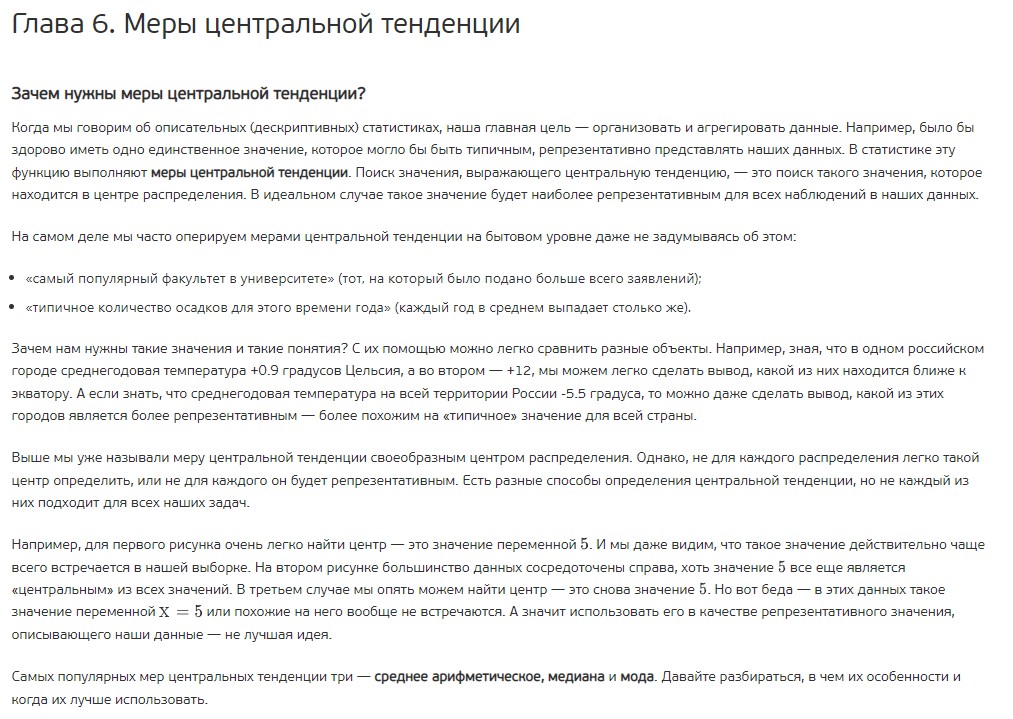 Глава 6. Меры центральной тенденции
Зачем нужны меры центральной тенденции?
Когда мы говорим об описательных (дескриптивных) статистиках, наша главная цель — организовать и агрегировать данные. Например, было бы
здорово иметь одно единственное значение, которое могло бы быть типичным, репрезентативно представлять наших данных. В статистике эту
функцию выполняют меры центральной тенденции. Поиск значения, выражающего центральную тенденцию, — это поиск такого значения, которое
находится в центре распределения. В идеальном случае такое значение будет наиболее репрезентативным для всех наблюдений в наших данных.
На самом деле мы часто оперируем мерами центральной тенденции на бытовом уровне даже не задумываясь об этом:
• «самый популярный факультет в университете» (тот, на который было подано больше всего заявлений);
• «типичное количество осадков для этого времени года» (каждый год в среднем выпадает столько же).
Зачем нам нужны такие значения и такие понятия? С их помощью можно легко сравнить разные объекты. Например, зная, что в одном российском
городе среднегодовая температура +0.9 градусов Цельсия, а во втором — +12, мы можем легко сделать вывод, какой из них находится ближе к
экватору. А если знать, что среднегодовая температура на всей территории России -5.5 градуса, то можно даже сделать вывод, какой из этих
городов является более репрезентативным — более похожим на «типичное» значение для всей страны.
Выше мы уже называли меру центральной тенденции своеобразным центром распределения. Однако, не для каждого распределения легко такой
центр определить, или не для каждого он будет репрезентативным. Есть разные способы определения центральной тенденции, но не каждый из
них подходит для всех наших задач.
Например, для первого рисунка очень легко найти центр — это значение переменной 5. И мы даже видим, что такое значение действительно чаще
всего встречается в нашей выборке. На втором рисунке большинство данных сосредоточены справа, хоть значение 5 все еще является
«центральным» из всех значений. В третьем случае мы опять можем найти центр — это снова значение 5. Но вот беда — в этих данных такое
значение переменной x = 5 или похожие на него вообще не встречаются. А значит использовать его в качестве репрезентативного значения,
описывающего наши данные — не лучшая идея.
Самых популярных мер центральных тенденции три — среднее арифметическое, медиана и мода. Давайте разбираться, в чем их особенности и
когда их лучше использовать.